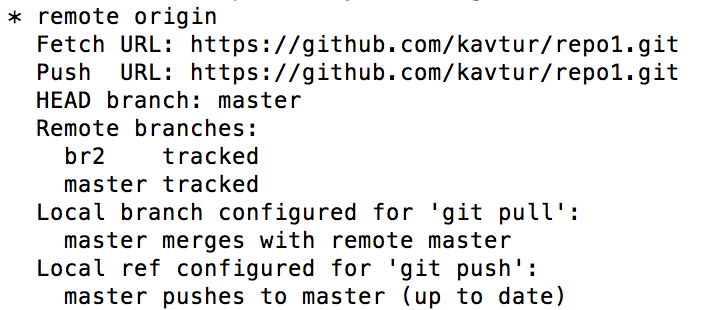 * remote origin
  Fetch URL: https://github.com/kavtur/repo1.git
  Push  URL: https://github.com/kavtur/repo1.git
  HEAD branch: master
  Remote branches:
    br2    tracked
    master tracked
  Local branch configured for 'git pull':
    master merges with remote master
  Local ref configured for 'git push':
    master pushes to master (up to date)